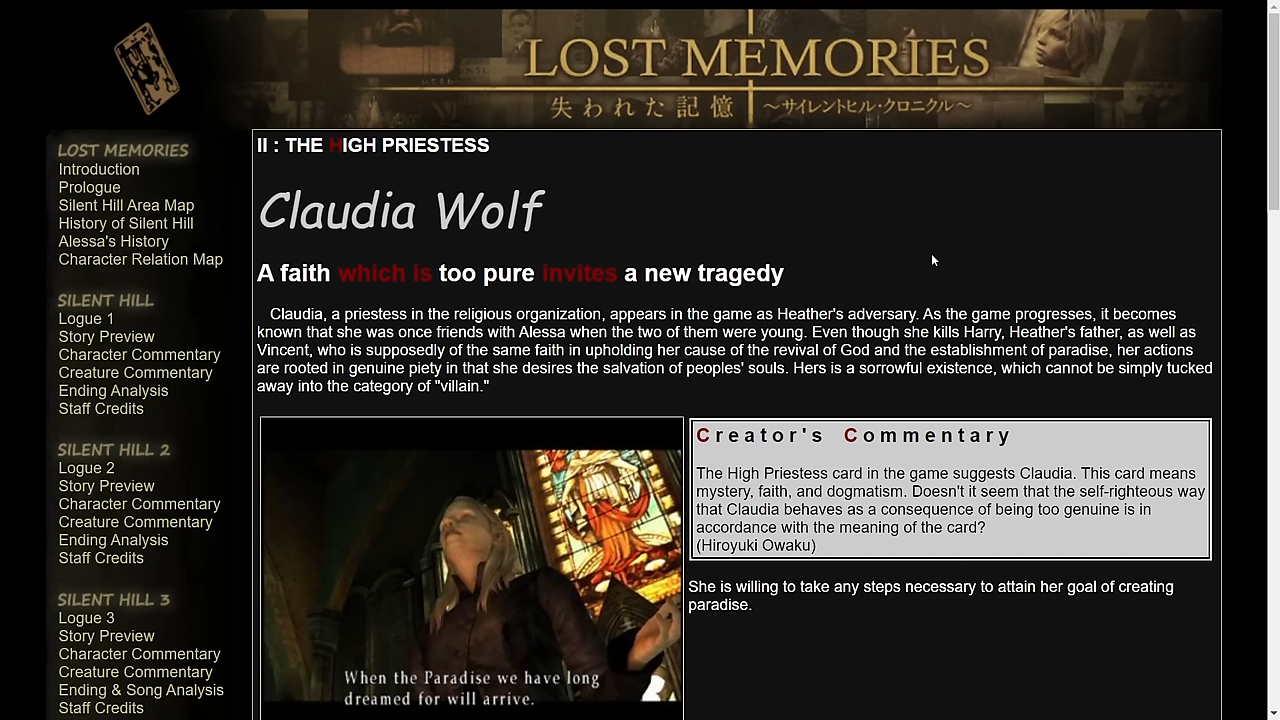 LOST MEMORIES
失われた記憶 ～サイレントヒル・クロニクル～
LOST MEMORIES
Introduction
Prologue
Silent Hill Area Map
History of Silent Hill
Alessa's History
Character Relation Map
SILENT HILL
Logue 1
Story Preview
Character Commentary
Creature Commentary
Ending Analysis
Staff Credits
SILENT HILL 2
Logue 2
Story Preview
Character Commentary
Creature Commentary
Ending Analysis
Staff Credits
SILENT HILL 3
Logue 3
Story Preview
Character Commentary
Creature Commentary
Ending & Song Analysis
Staff Credits
II : THE HIGH PRIESTESS
Claudia Wolf
A faith which is too pure invites a new tragedy
Claudia, a priestess in the religious organization, appears in the game as Heather's adversary. As the game progresses, it becomes
known that she was once friends with Alessa when the two of them were young. Even though she kills Harry, Heather's father, as well as
Vincent, who is supposedly of the same faith in upholding her cause of the revival of God and the establishment of paradise, her actions
are rooted in genuine piety in that she desires the salvation of peoples' souls. Hers is a sorrowful existence, which cannot be simply tucked
away into the category of "villain."
When the Paradise we have long
dreamed for will arrive.
Creator's Commentary
The High Priestess card in the game suggests Claudia. This card means
mystery, faith, and dogmatism. Doesn't it seem that the self-righteous way
that Claudia behaves as a consequence of being too genuine is in
accordance with the meaning of the card?
(Hiroyuki Owaku)
She is willing to take any steps necessary to attain her goal of creating
paradise.